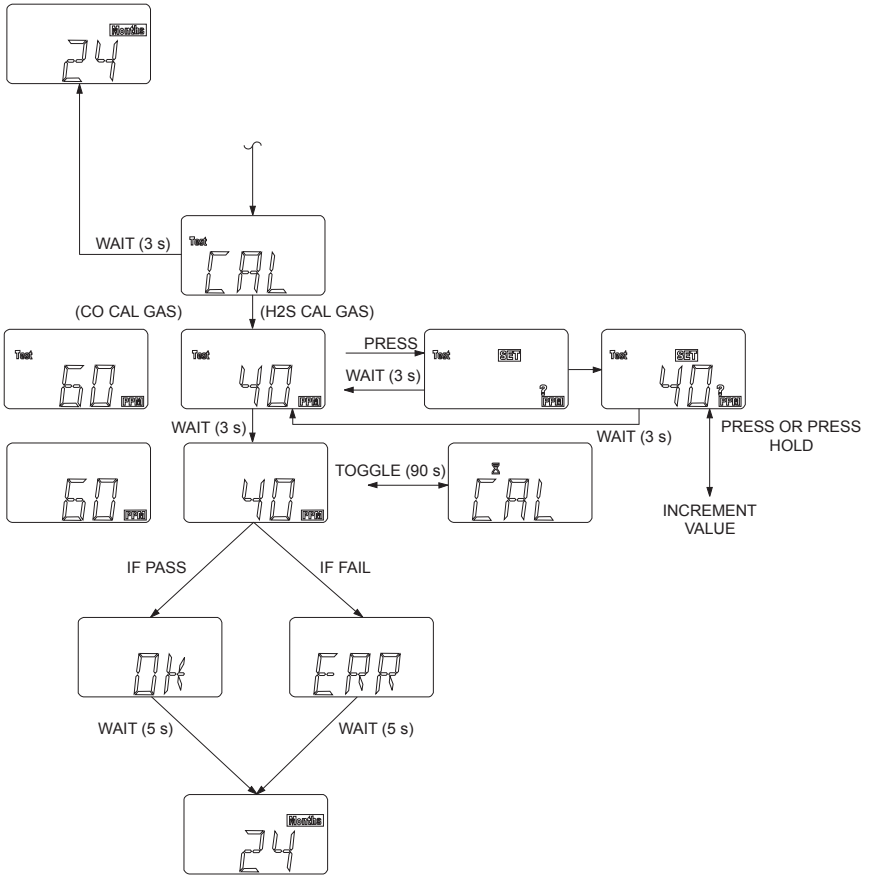 Months
24
WAIT (3 s)
Test
CAL
(CO CAL GAS)
(H2S CAL GAS)
Test
60
PPM
Test
40
PPM
PRESS
WAIT (3 s)
Test
SET
?
PPM
Test
SET
40
?
PPM
WAIT (3 s)
WAIT (3 s)
PRESS OR PRESS
HOLD
60
PPM
40
PPM
TOGGLE (90 s)
CAL
INCREMENT
VALUE
IF PASS
IF FAIL
OK
ERR
WAIT (5 s)
WAIT (5 s)
Months
24